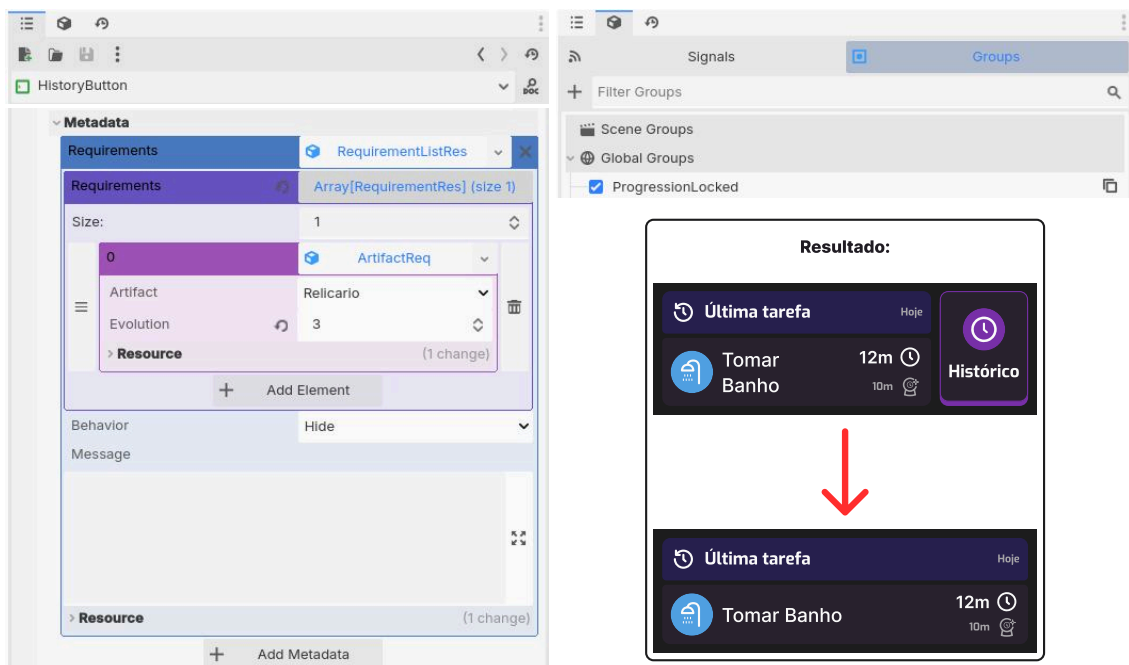 HistoryButton
DOC
Metadata
Requirements
RequirementListRes
Requirements
Array[RequirementRes] (size 1)
Size:
1
0
ArtifactReq
Artifact
Relicario
Evolution
3
Resource
(1 change)
Add Element
Behavior
Hide
Message
Resource
(1 change)
Add Metadata
Signals
Groups
Filter Groups
Scene Groups
Global Groups
ProgressionLocked
Resultado:
Última tarefa
Hoje
Tomar
Banho
12m
10m
Histórico
Última tarefa
Hoje
Tomar Banho
12m
10m